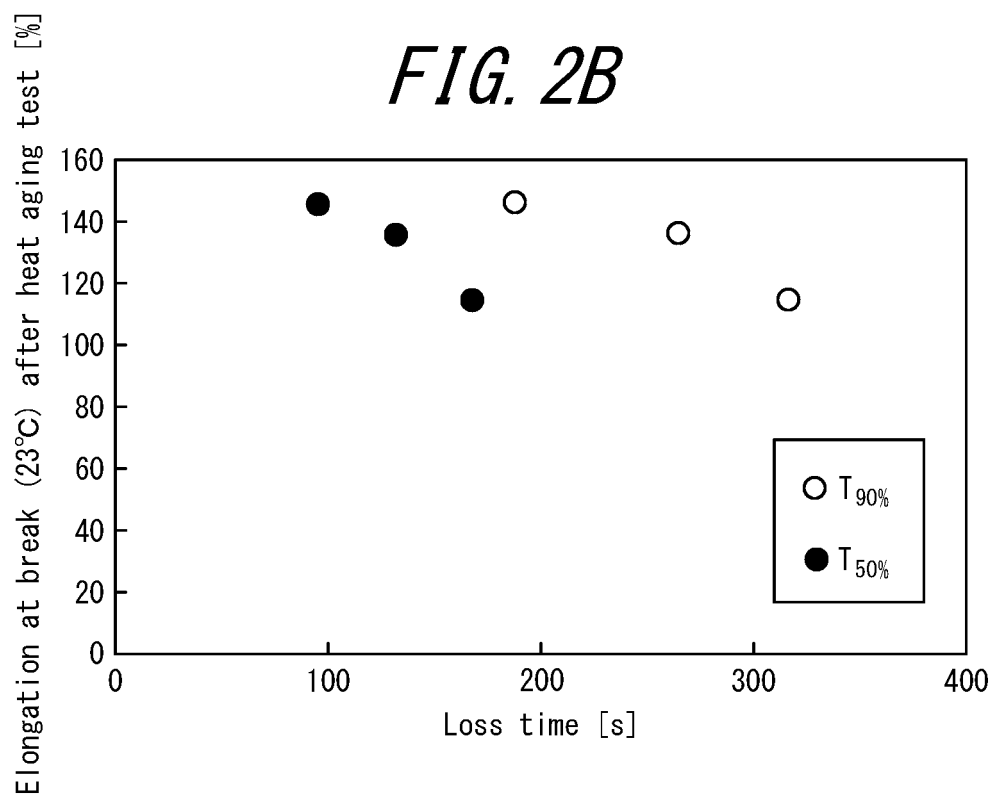 FIG. 2B
Elongation at break (23℃) after heat aging test [%]
160
140
120
100
80
60
40
20
0
T90%
T50%
0 100 200 300 400
Loss time [s]